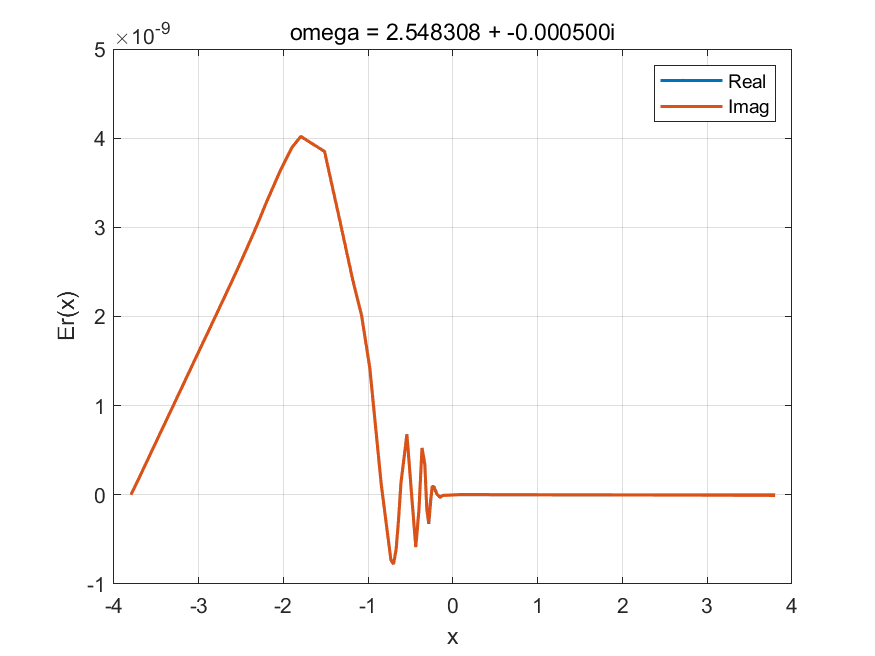 ×10-9
omega = 2.548308 + -0.000500i
Real
Imag
5
4
3
2
1
0
-1
Er(x)
-4 -3 -2 -1 0 1 2 3 4
x